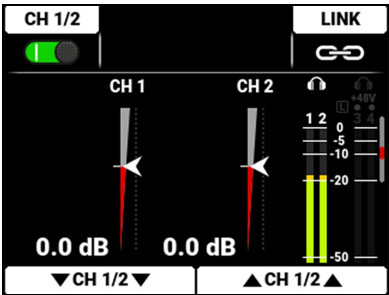 CH 1/2
LINK
CH 1
CH 2
+48V
L
1 2
3 4
0
-5
-10
-20
-50
0.0 dB
0.0 dB
▼CH 1/2▼
▲CH 1/2▲